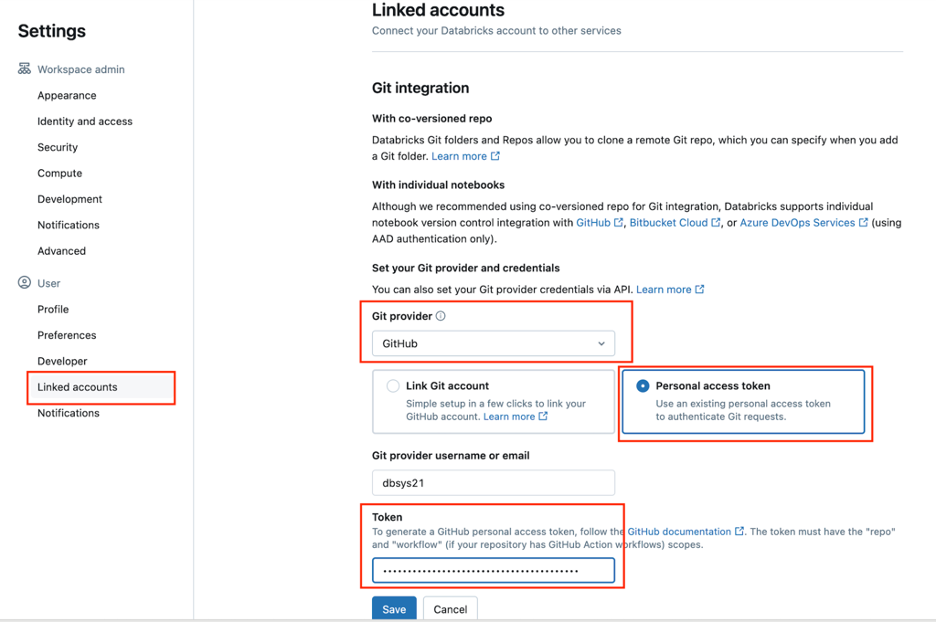 Settings
Workspace admin
Appearance
Identity and access
Security
Compute
Development
Notifications
Advanced
User
Profile
Preferences
Developer
Linked accounts
Notifications
Linked accounts
Connect your Databricks account to other services
Git integration
With co-versioned repo
Databricks Git folders and Repos allow you to clone a remote Git repo, which you can specify when you add
a Git folder. Learn more
With individual notebooks
Although we recommended using co-versioned repo for Git integration, Databricks supports individual
notebook version control integration with GitHub, Bitbucket Cloud, or Azure DevOps Services (using
AAD authentication only).
Set your Git provider and credentials
You can also set your Git provider credentials via API. Learn more
Git provider
GitHub
Link Git account
Simple setup in a few clicks to link your
GitHub account. Learn more
Personal access token
Use an existing personal access token
to authenticate Git requests.
Git provider username or email
dbsys21
Token
To generate a GitHub personal access token, follow the GitHub documentation. The token must have the "repo"
and "workflow" (if your repository has GitHub Action workflows) scopes.
Save
Cancel